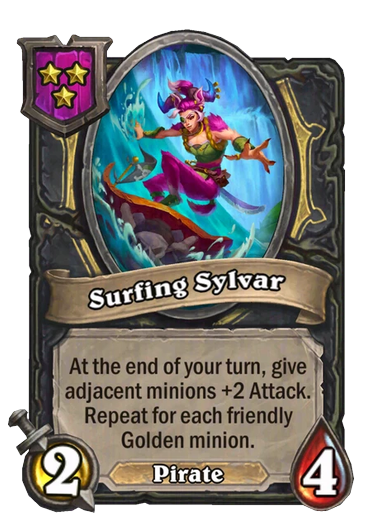 Surfing Sylvar
At the end of your turn, give
adjacent minions +2 Attack.
Repeat for each friendly
Golden minion.
2
Pirate
4